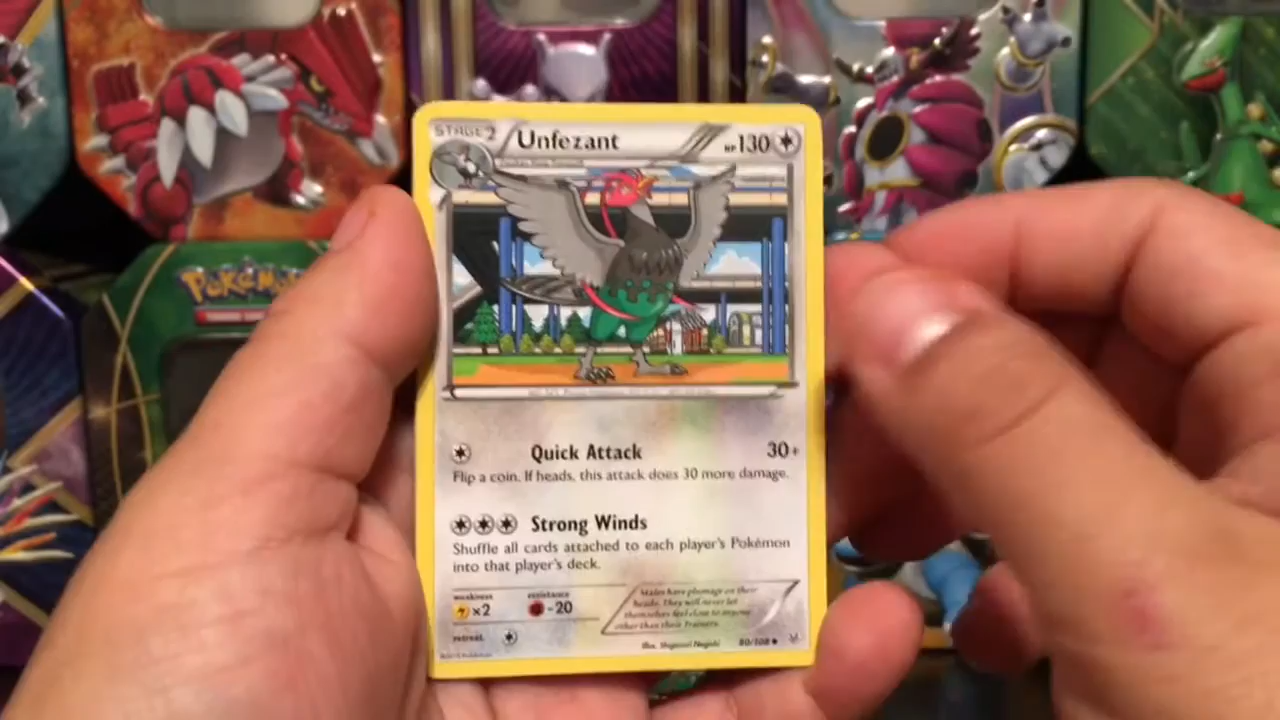 POKéMON
STAGE 2 Unfezant HP 130
Quick Attack 30+
Flip a coin. If heads, this attack does 30 more damage.
Strong Winds
Shuffle all cards attached to each player's Pokémon
into that player's deck.
weakness resistance
×2 -20
Males have plumage on their
heads. They will never let
themselves feel close to anyone
other than their Trainers.
retreat
Illus. 80/108